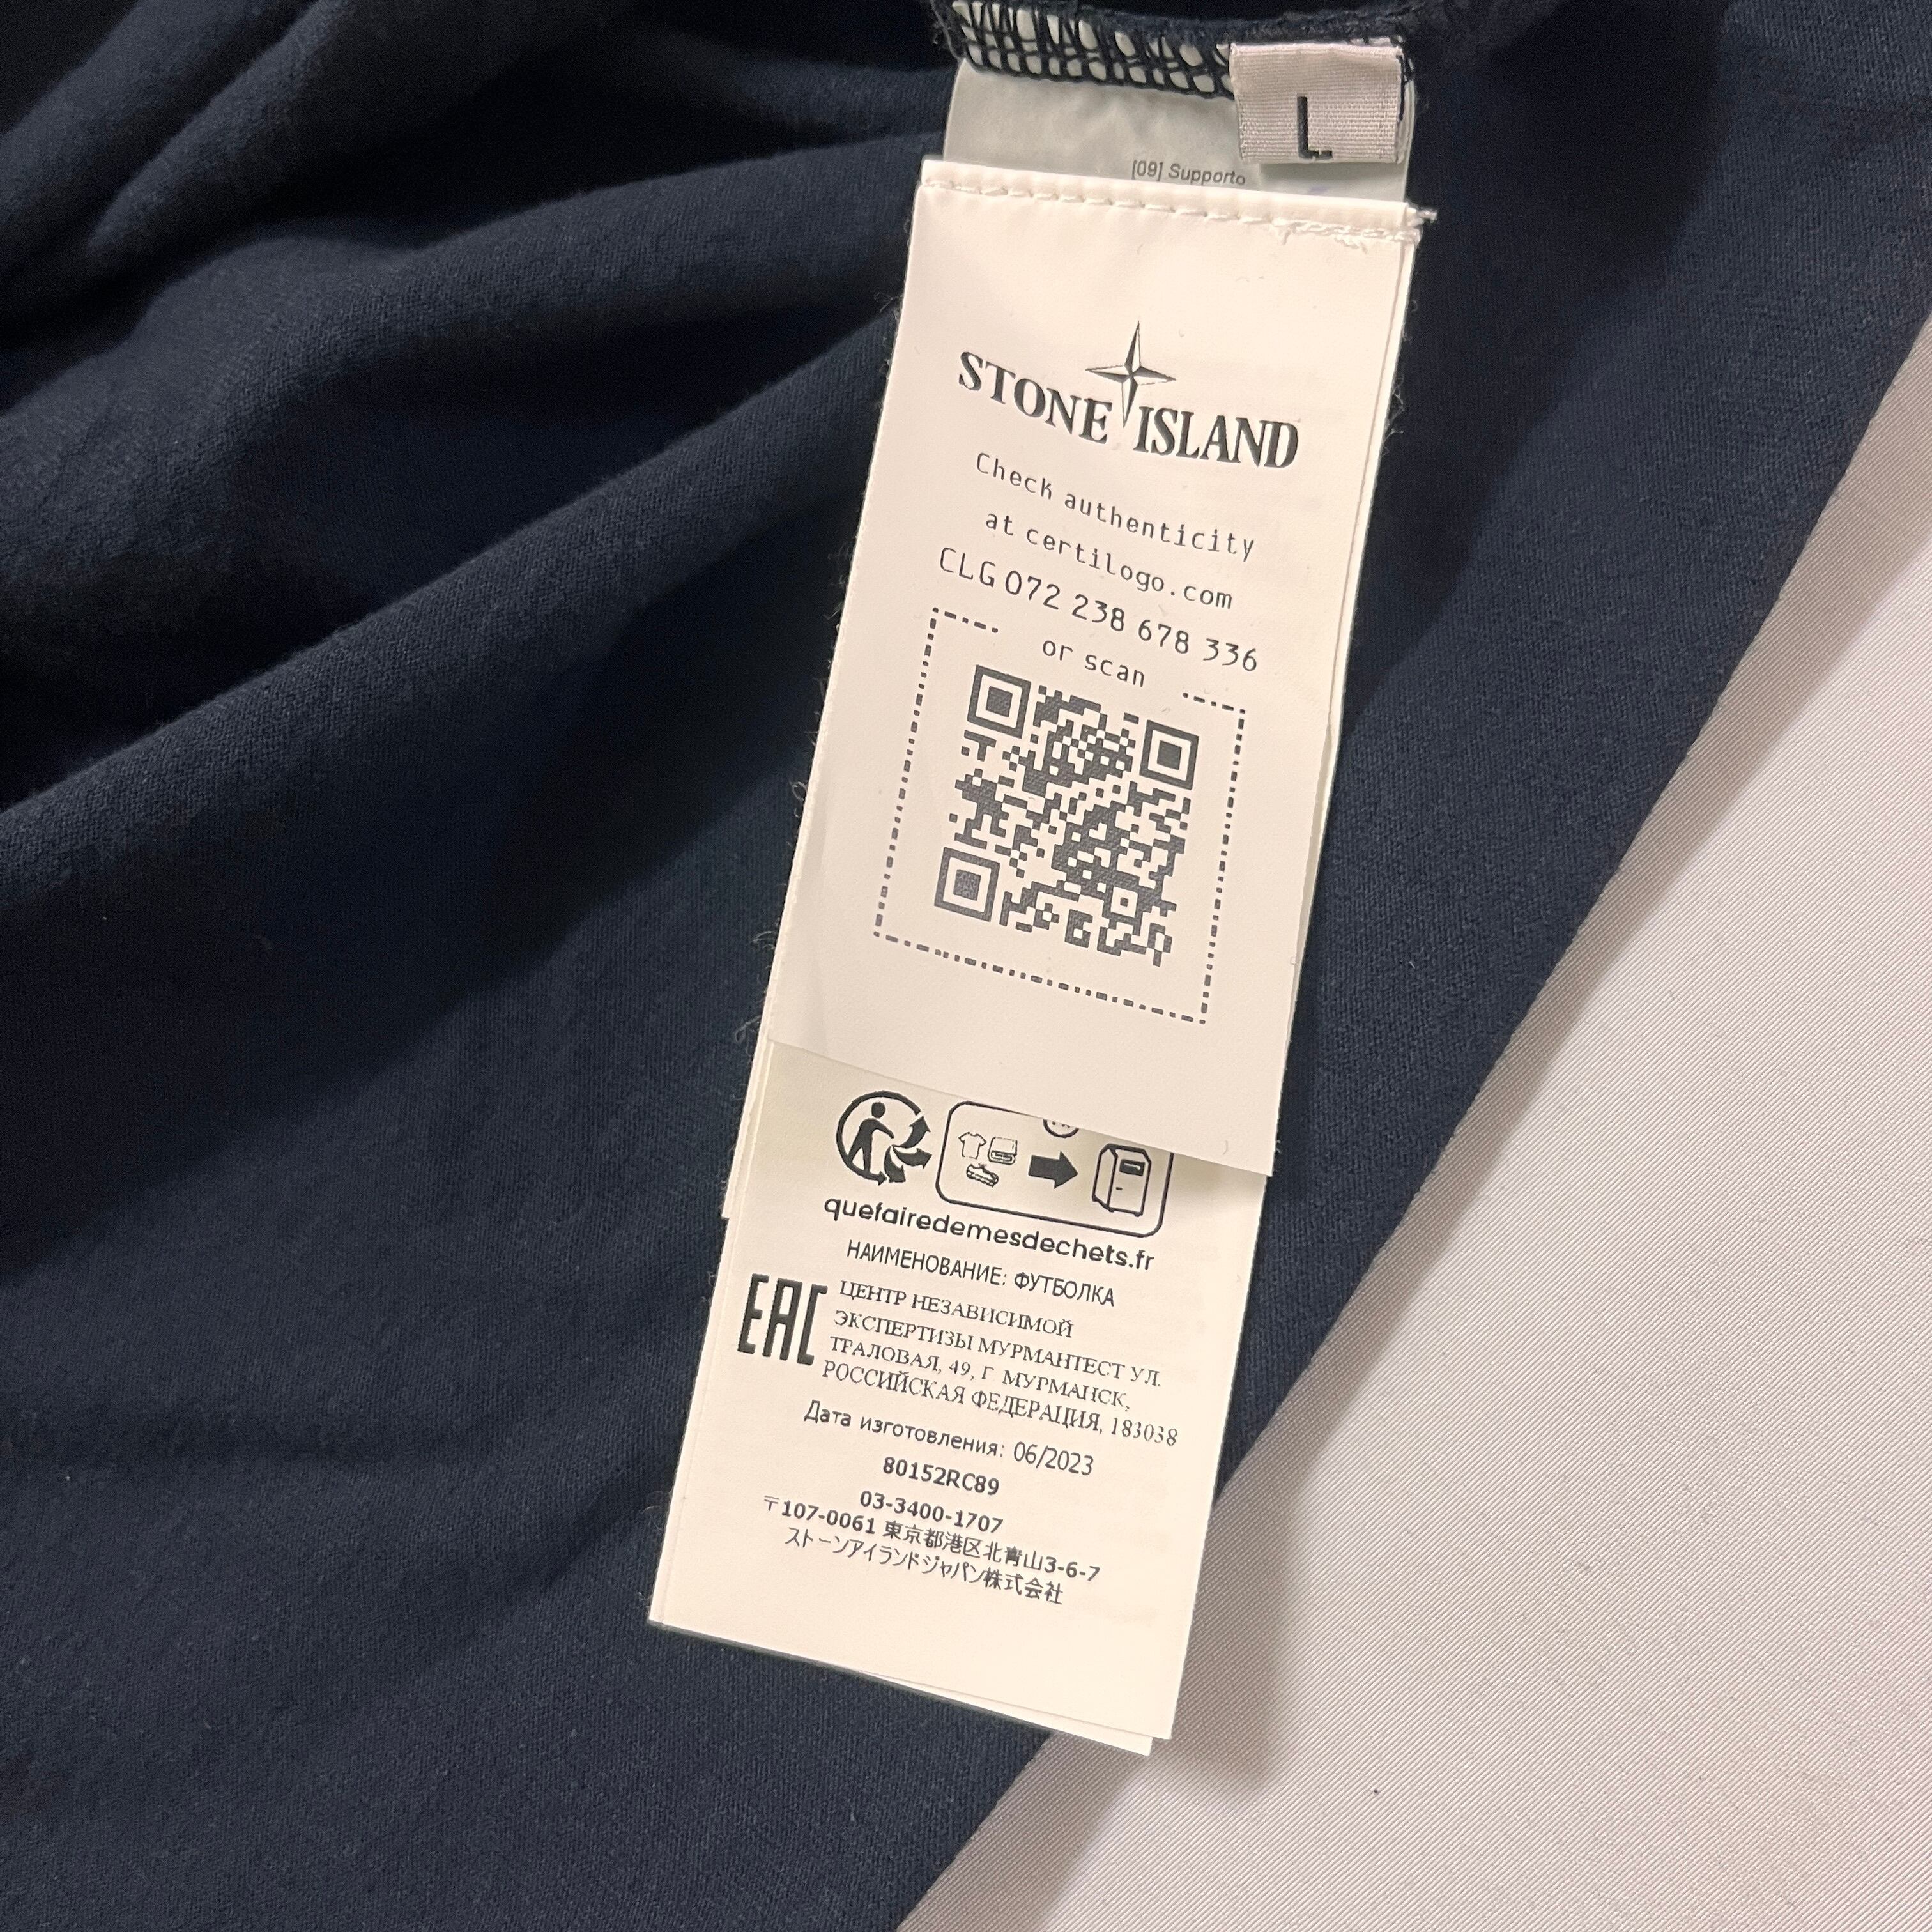 L
[09] Supporto
STONE ISLAND
Check authenticity
at certilogo.com
CLG 072 238 678 336
or scan
quefairedemesdechets.fr
НАИМЕНОВАНИЕ: ФУТБОЛКА
EAC
ЦЕНТР НЕЗАВИСИМОЙ
ЭКСПЕРТИЗЫ МУРМАНТЕСТ УЛ.
ТРАЛОВАЯ, 49, Г МУРМАНСК,
РОССИЙСКАЯ ФЕДЕРАЦИЯ, 183038
Дата изготовления: 06/2023
80152RC89
03-3400-1707
〒107-0061 東京都港区北青山3-6-7
ストーンアイランドジャパン株式会社